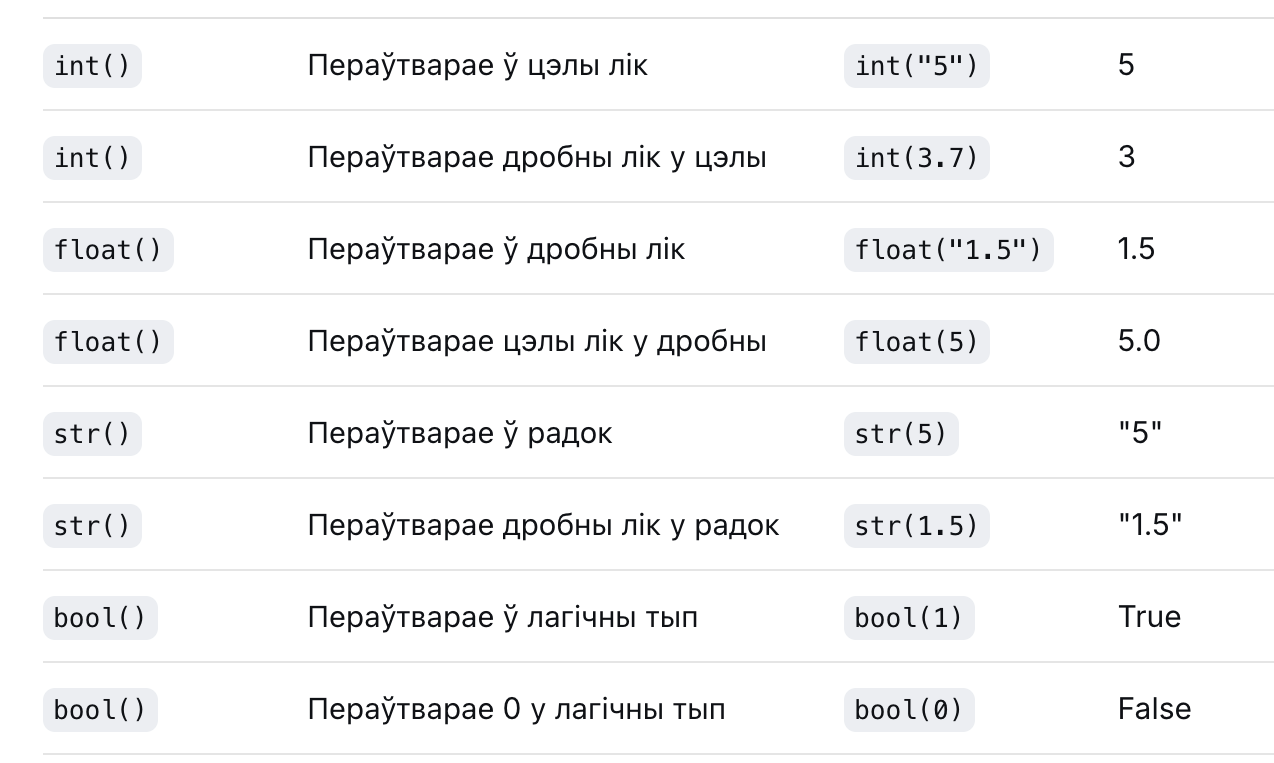 int() Пераўтварае ў цэлы лік int("5") 5
int() Пераўтварае дробны лік у цэлы int(3.7) 3
float() Пераўтварае ў дробны лік float("1.5") 1.5
float() Пераўтварае цэлы лік у дробны float(5) 5.0
str() Пераўтварае ў радок str(5) "5"
str() Пераўтварае дробны лік у радок str(1.5) "1.5"
bool() Пераўтварае ў лагічны тып bool(1) True
bool() Пераўтварае 0 у лагічны тып bool(0) False